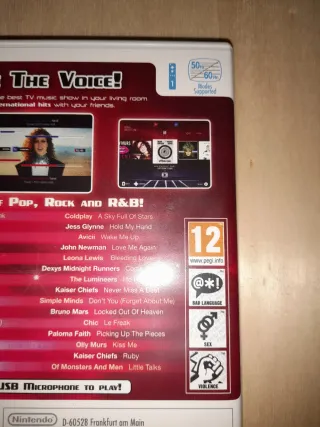 THE VOICE!
best TV music show in your living room.
ernational hits with your friends.
1
50Hz
60Hz
Modes
Supported
POP, ROCK AND R&B!
Coldplay A Sky Full Of Stars
Jess Glynne Hold My Hand
Avicii Wake Me Up
John Newman Love Me Again
Leona Lewis Bleeding
Dexys Midnight Runners
The Lumineers
Kaiser Chiefs Never Miss A Beat
Simple Minds Don't You (Forget About Me)
Bruno Mars Locked Out Of Heaven
Chic Le Freak
Paloma Faith Picking Up The Pieces
Olly Murs Kiss Me
Kaiser Chiefs Ruby
Of Monsters And Men Little Talks
USB MICROPHONE TO PLAY!
12
www.pegi.info
@*!
BAD LANGUAGE
SEX
VIOLENCE
Nintendo
D-60528 Frankfurt am Main